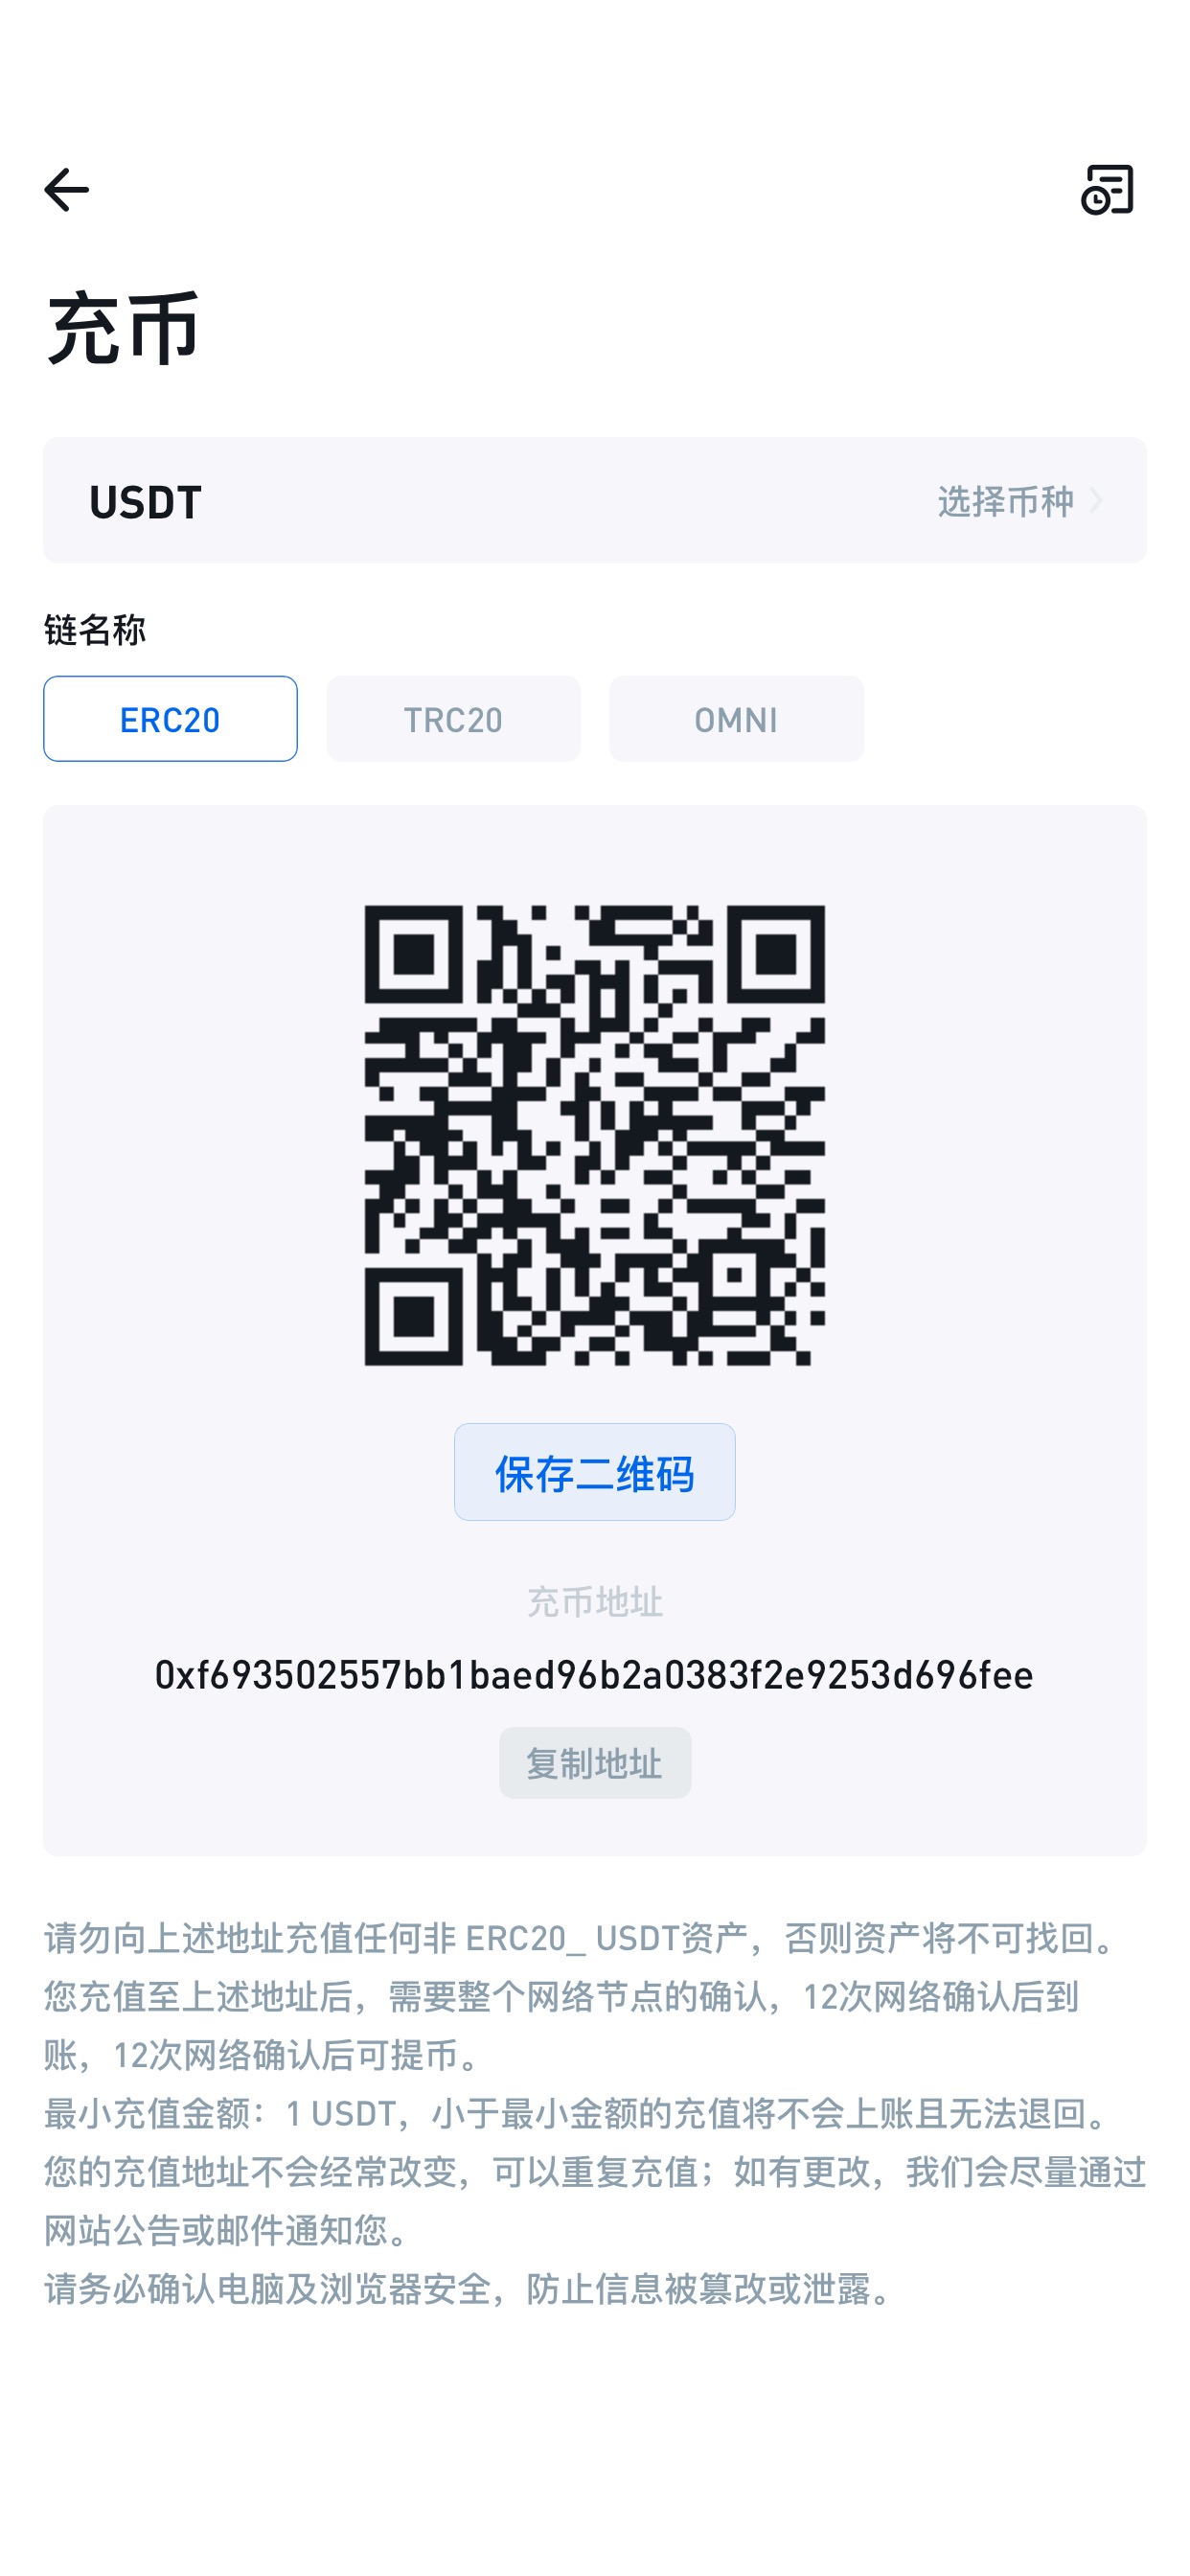 充币
USDT 选择币种
链名称
ERC20 TRC20 OMNI
保存二维码
充币地址
0xf693502557bb1baed96b2a0383f2e9253d696fee
复制地址
请勿向上述地址充值任何非 ERC20_ USDT资产，否则资产将不可找回。
您充值至上述地址后，需要整个网络节点的确认，12次网络确认后到
账，12次网络确认后可提币。
最小充值金额：1 USDT，小于最小金额的充值将不会上账且无法退回。
您的充值地址不会经常改变，可以重复充值；如有更改，我们会尽量通过
网站公告或邮件通知您。
请务必确认电脑及浏览器安全，防止信息被篡改或泄露。